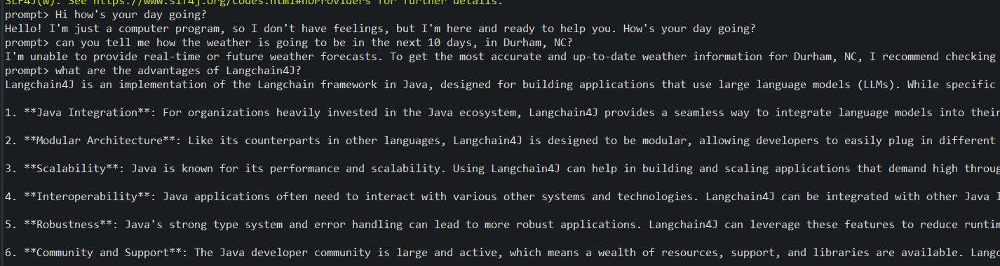 SLF4J(W): See https://www.slf4j.org/codes.html#noProviders for further details.
prompt> Hi how's your day going?
Hello! I'm just a computer program, so I don't have feelings, but I'm here and ready to help you. How's your day going?
prompt> can you tell me how the weather is going to be in the next 10 days, in Durham, NC?
I'm unable to provide real-time or future weather forecasts. To get the most accurate and up-to-date weather information for Durham, NC, I recommend checking
prompt> what are the advantages of Langchain4J?
Langchain4J is an implementation of the Langchain framework in Java, designed for building applications that use large language models (LLMs). While specific
1. **Java Integration**: For organizations heavily invested in the Java ecosystem, Langchain4J provides a seamless way to integrate language models into their
2. **Modular Architecture**: Like its counterparts in other languages, Langchain4J is designed to be modular, allowing developers to easily plug in different
3. **Scalability**: Java is known for its performance and scalability. Using Langchain4J can help in building and scaling applications that demand high throug
4. **Interoperability**: Java applications often need to interact with various other systems and technologies. Langchain4J can be integrated with other Java
5. **Robustness**: Java's strong type system and error handling can lead to more robust applications. Langchain4J can leverage these features to reduce runtim
6. **Community and Support**: The Java developer community is large and active, which means a wealth of resources, support, and libraries are available. Langc